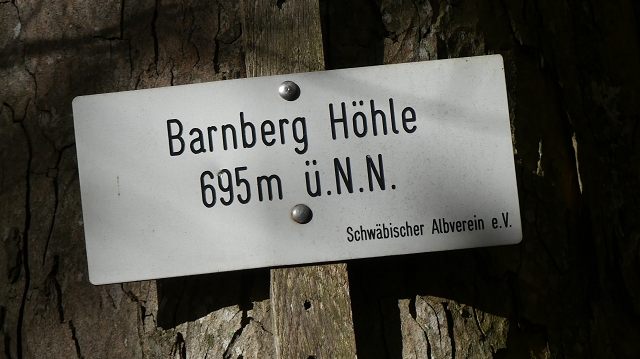 Barnberg Höhle
695m ü.N.N.
Schwäbischer Albverein e.V.